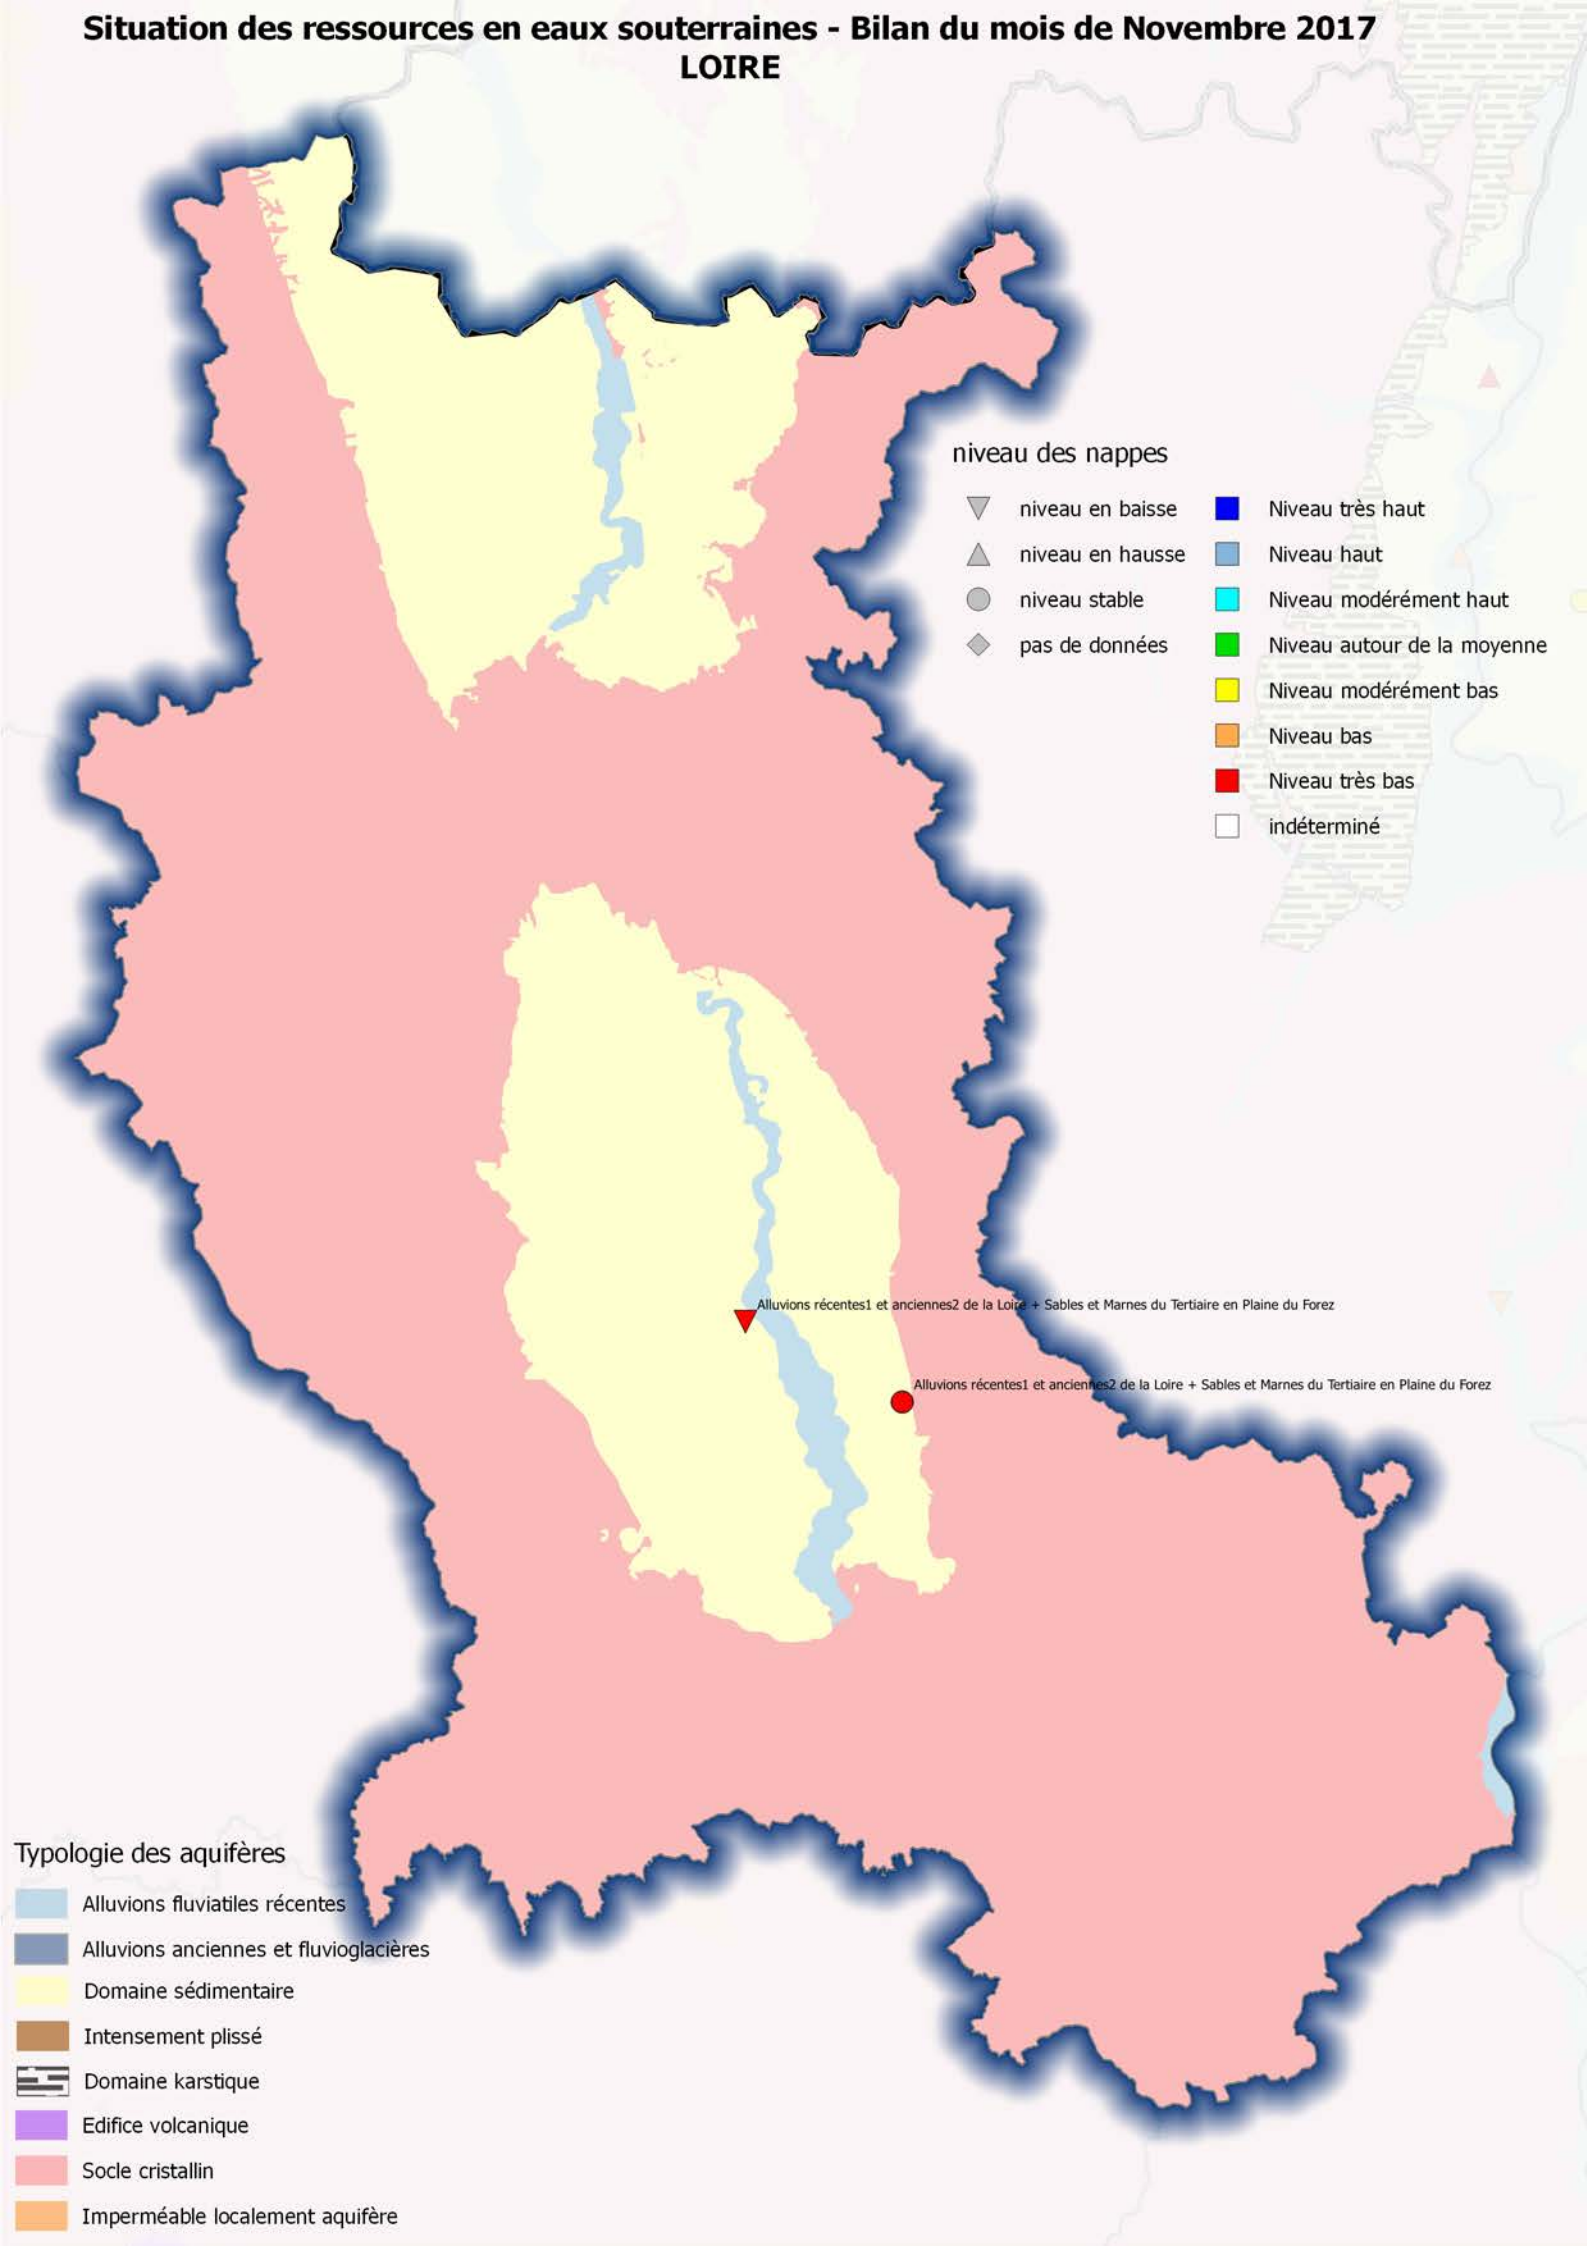 Situation des ressources en eaux souterraines - Bilan du mois de Novembre 2017
LOIRE
niveau des nappes
niveau en baisse
niveau en hausse
niveau stable
pas de données
Niveau très haut
Niveau haut
Niveau modérément haut
Niveau autour de la moyenne
Niveau modérément bas
Niveau bas
Niveau très bas
indéterminé
Alluvions récentes1 et anciennes2 de la Loire + Sables et Marnes du Tertiaire en Plaine du Forez
Alluvions récentes1 et anciennes2 de la Loire + Sables et Marnes du Tertiaire en Plaine du Forez
Typologie des aquifères
Alluvions fluviatiles récentes
Alluvions anciennes et fluvioglacières
Domaine sédimentaire
Intensement plissé
Domaine karstique
Edifice volcanique
Socle cristallin
Imperméable localement aquifère